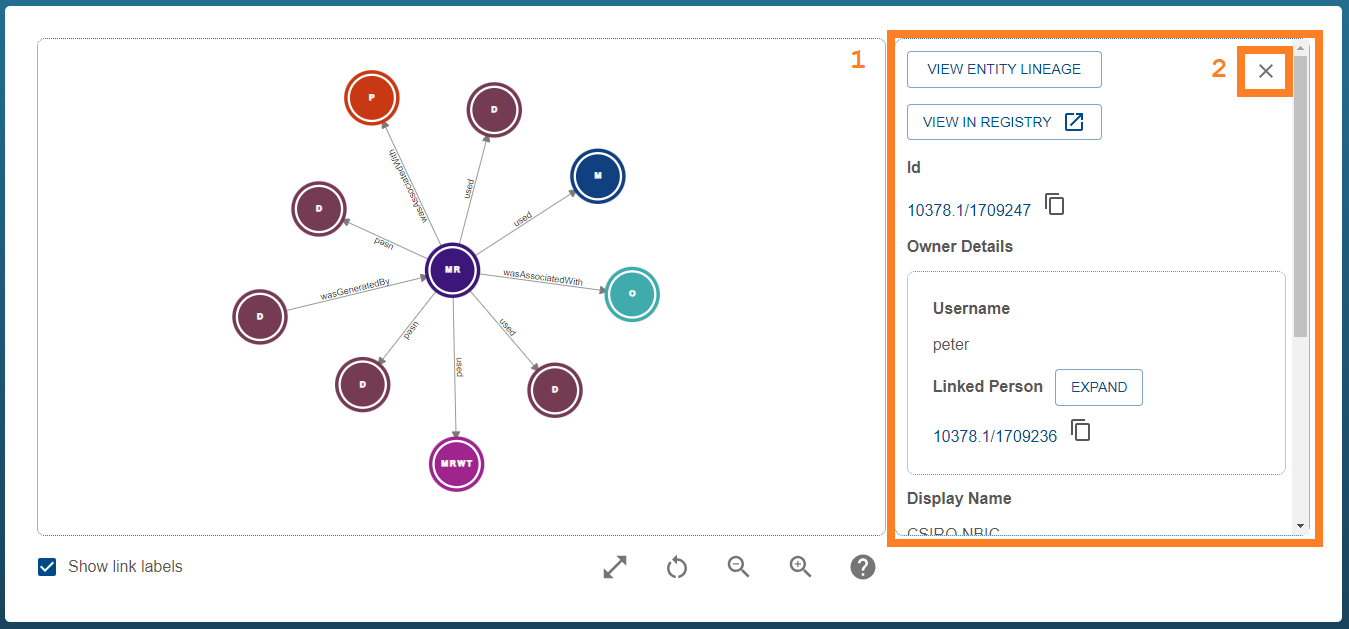 1
P
D
M
D
MR
O
D
D
D
MRWT
wasAssociatedWith
used
used
used
wasAssociatedWith
wasGeneratedBy
used
used
used
Show link labels
2
VIEW ENTITY LINEAGE
VIEW IN REGISTRY
Id
10378.1/1709247
Owner Details
Username
peter
Linked Person EXPAND
10378.1/1709236
Display Name
CSIRO NBIC